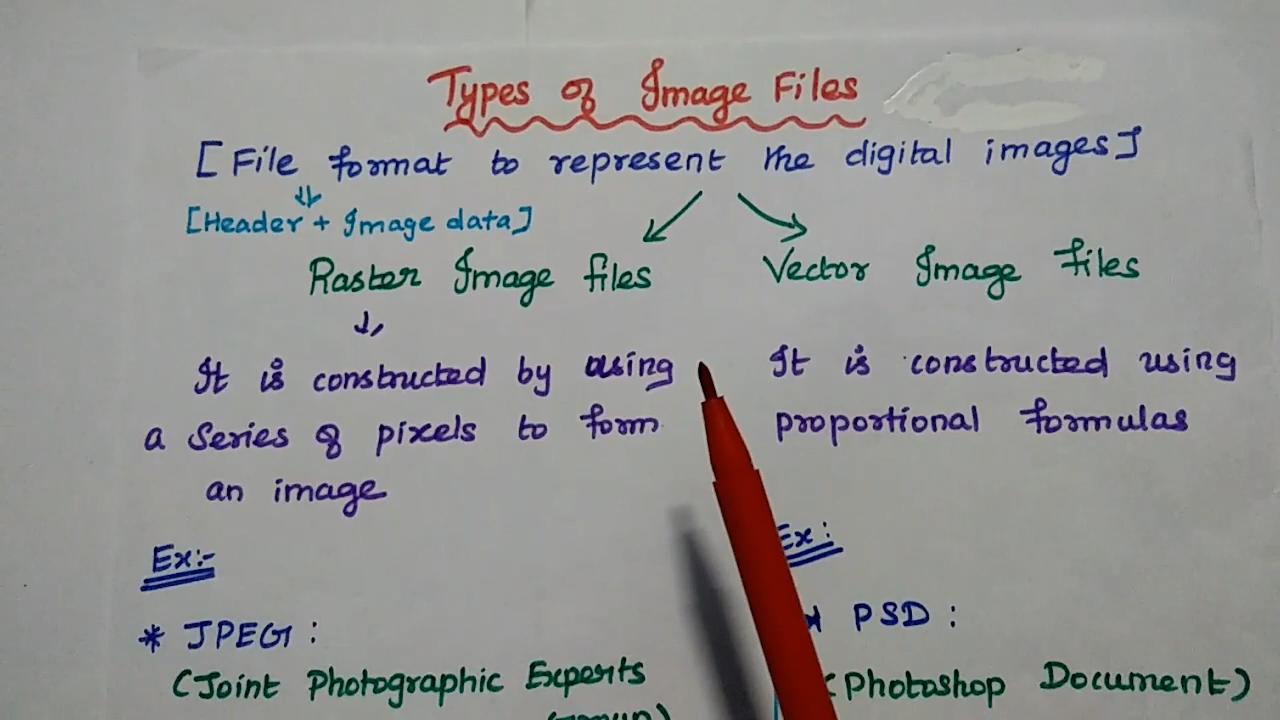 Types of Image Files
[File format to represent the digital images]
[Header + Image data]
Raster Image files
It is constructed by using
a series of pixels to form
an image
Ex:-
* JPEG :
(Joint Photographic Experts
Vector Image Files
It is constructed using
proportional formulas
Ex:
PSD :
(Photoshop Document)